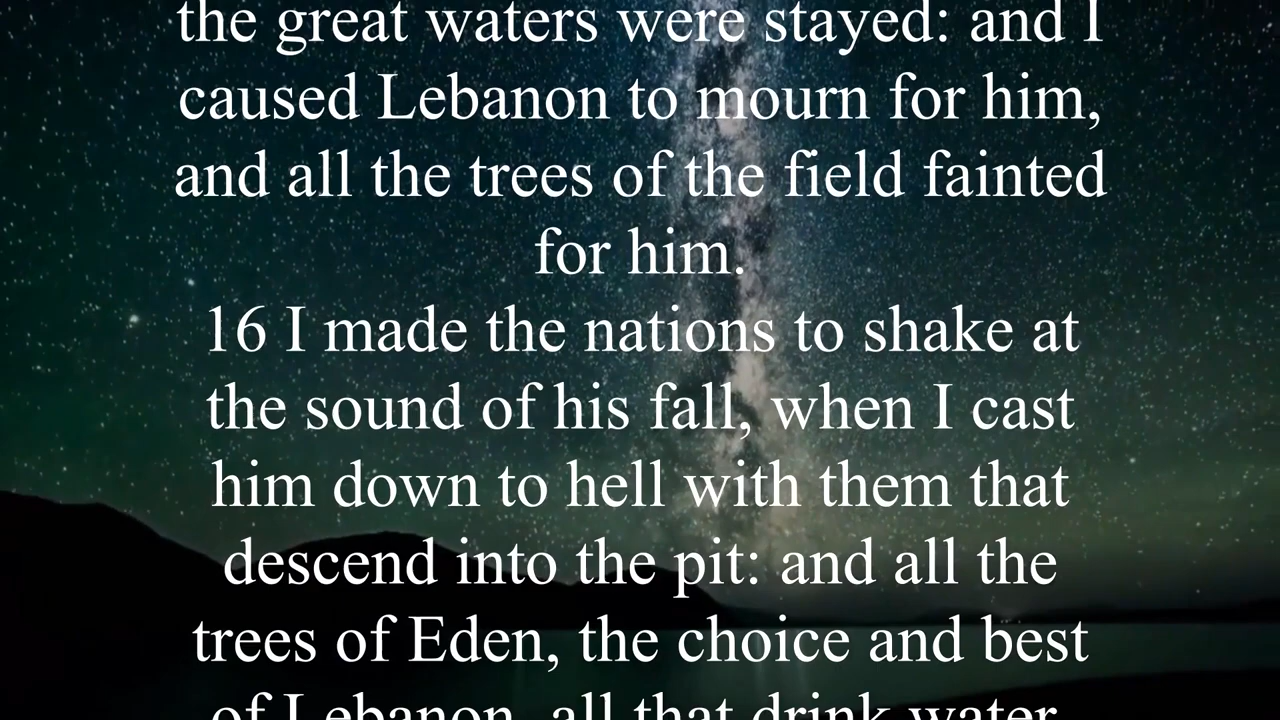 the great waters were stayed: and I
caused Lebanon to mourn for him,
and all the trees of the field fainted
for him.
16 I made the nations to shake at
the sound of his fall, when I cast
him down to hell with them that
descend into the pit: and all the
trees of Eden, the choice and best
of Lebanon, all that drink water,